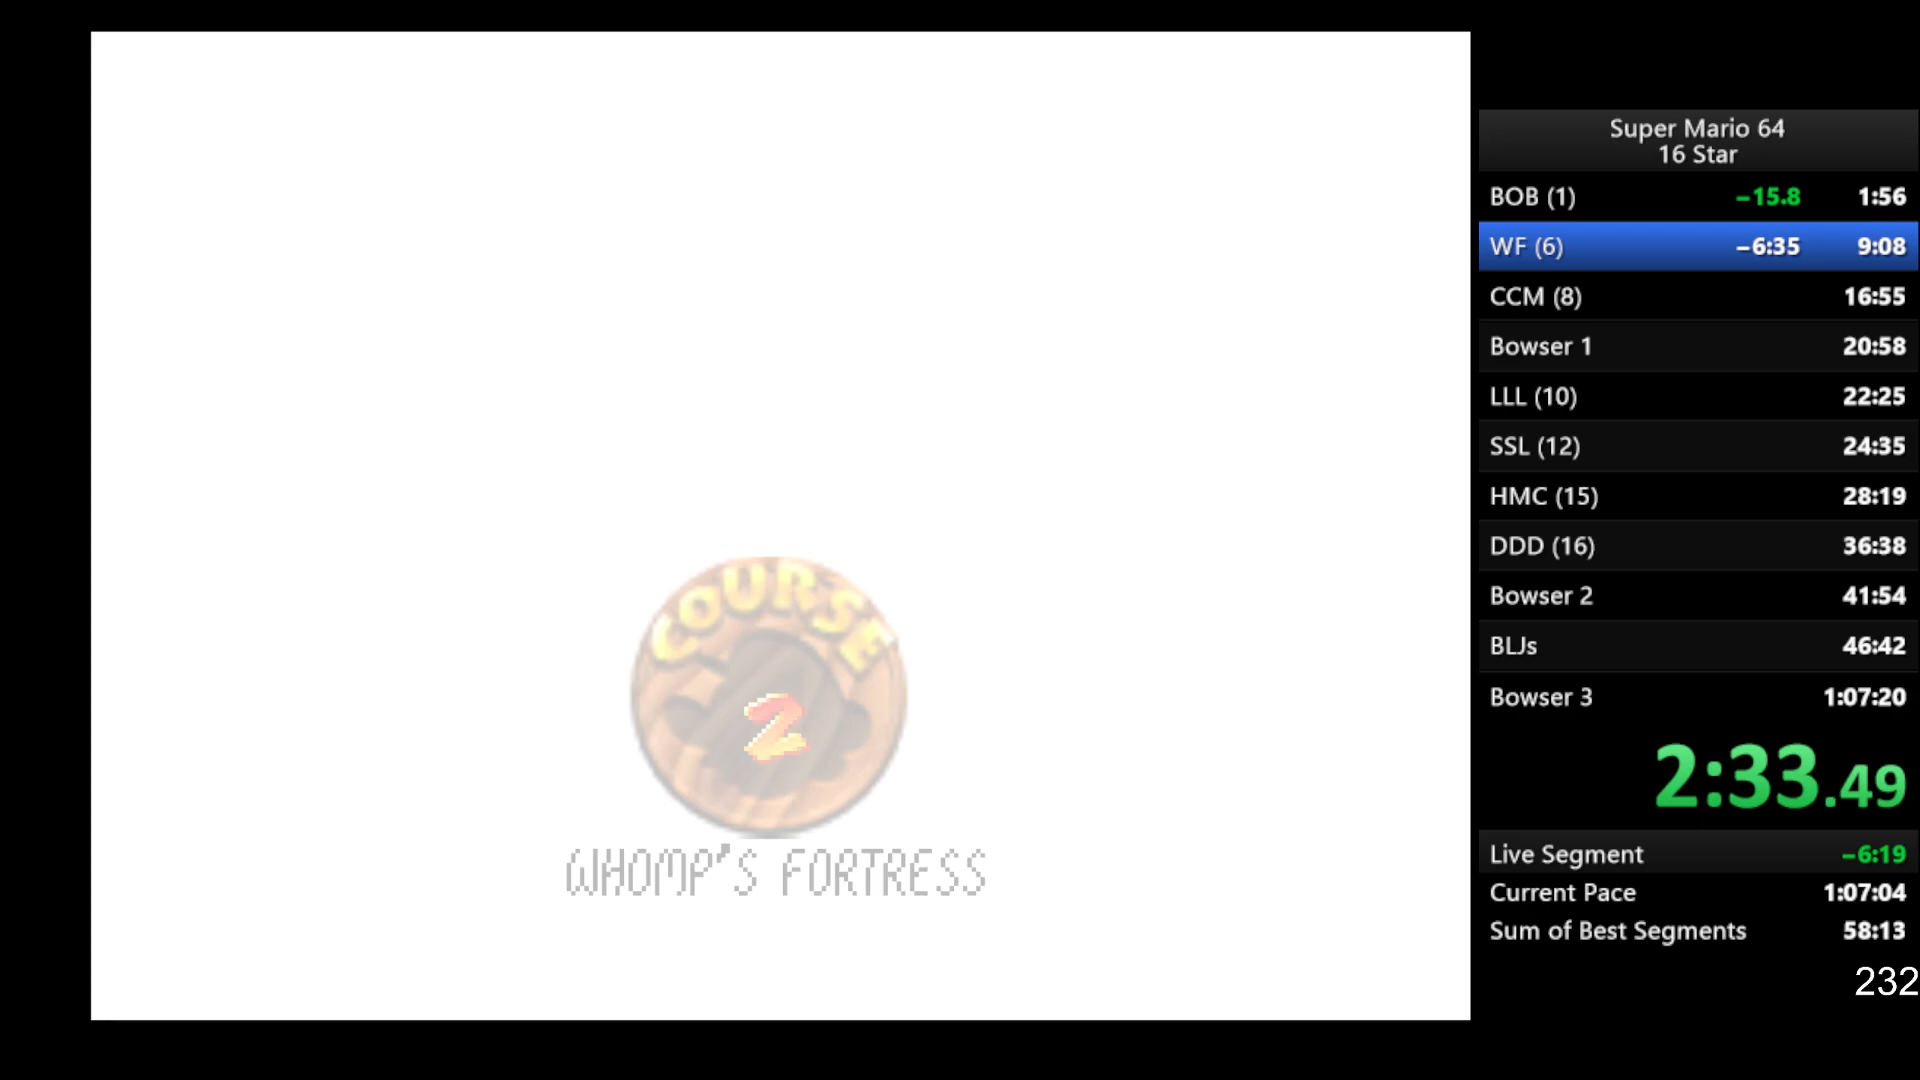 COURSE
2
WHOMP'S FORTRESS
Super Mario 64
16 Star
BOB (1) −15.8 1:56
WF (6) −6:35 9:08
CCM (8) 16:55
Bowser 1 20:58
LLL (10) 22:25
SSL (12) 24:35
HMC (15) 28:19
DDD (16) 36:38
Bowser 2 41:54
BLJs 46:42
Bowser 3 1:07:20
2:33.49
Live Segment −6:19
Current Pace 1:07:04
Sum of Best Segments 58:13
232